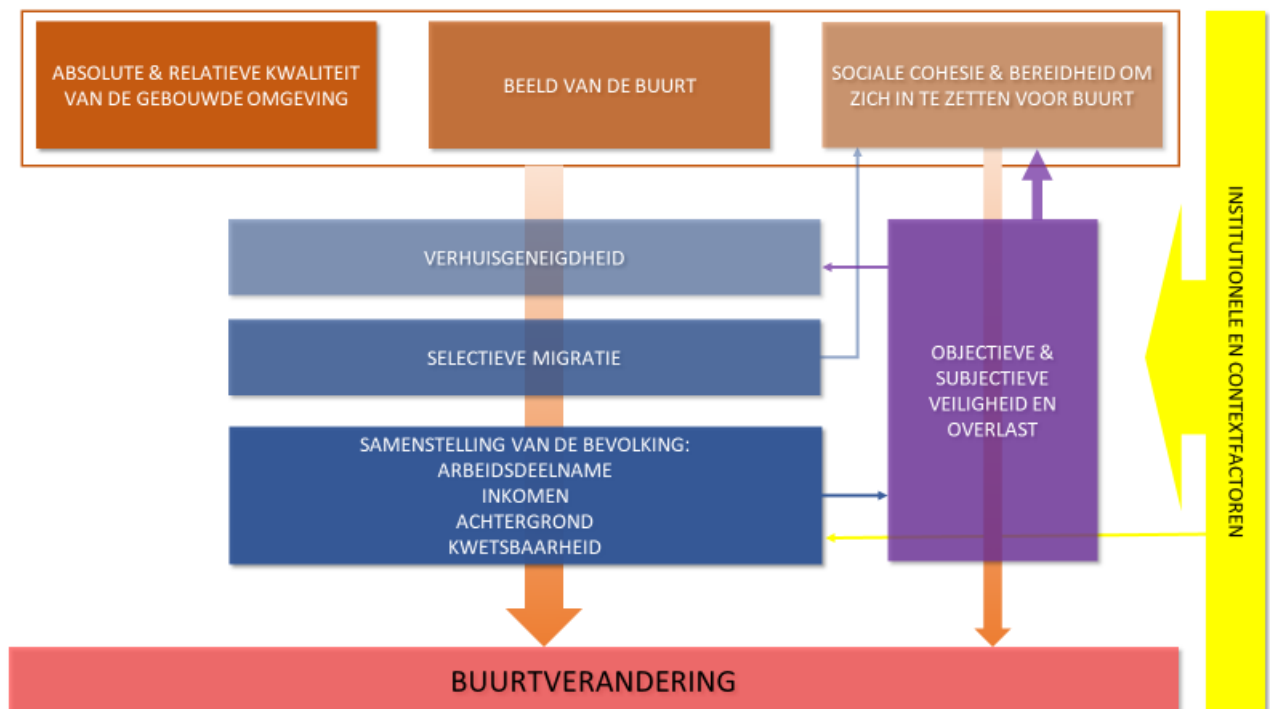 ABSOLUTE & RELATIEVE KWALITEIT
VAN DE GEBOUWDE OMGEVING
BEELD VAN DE BUURT
SOCIALE COHESIE & BEREIDHEID OM
ZICH IN TE ZETTEN VOOR BUURT
VERHUISGENEIGDHEID
SELECTIEVE MIGRATIE
SAMENSTELLING VAN DE BEVOLKING:
ARBEIDSDEELNAME
INKOMEN
ACHTERGROND
KWETSBAARHEID
OBJECTIEVE &
SUBJECTIEVE
VEILIGHEID EN
OVERLAST
INSTITUTIONELE EN CONTEXTFACTOREN
BUURTVERANDERING